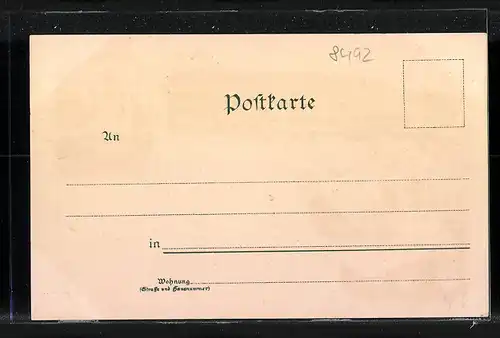 8492
Postkarte
An
in
Wohnung
(Straße und Hausnummer)